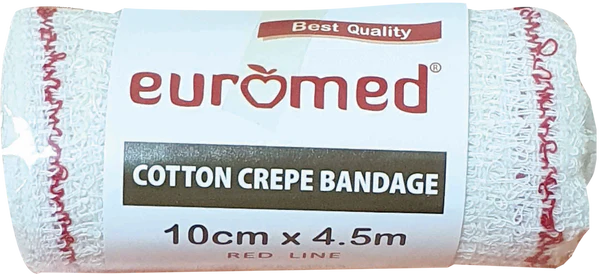 Best Quality
euromed®
COTTON CREPE BANDAGE
10cm x 4.5m
RED LINE